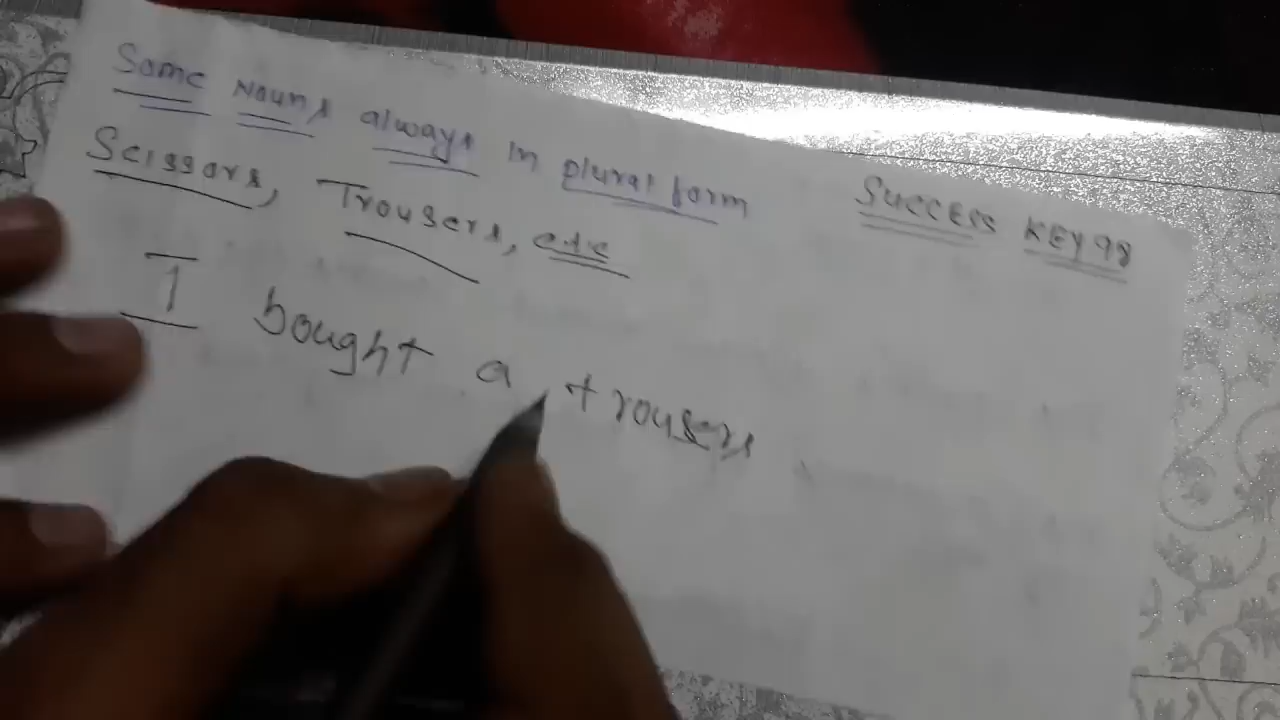 Some Nouns always in plural form
SUCCESS KEY98
Scissors, Trousers, etc
I bought a trousers